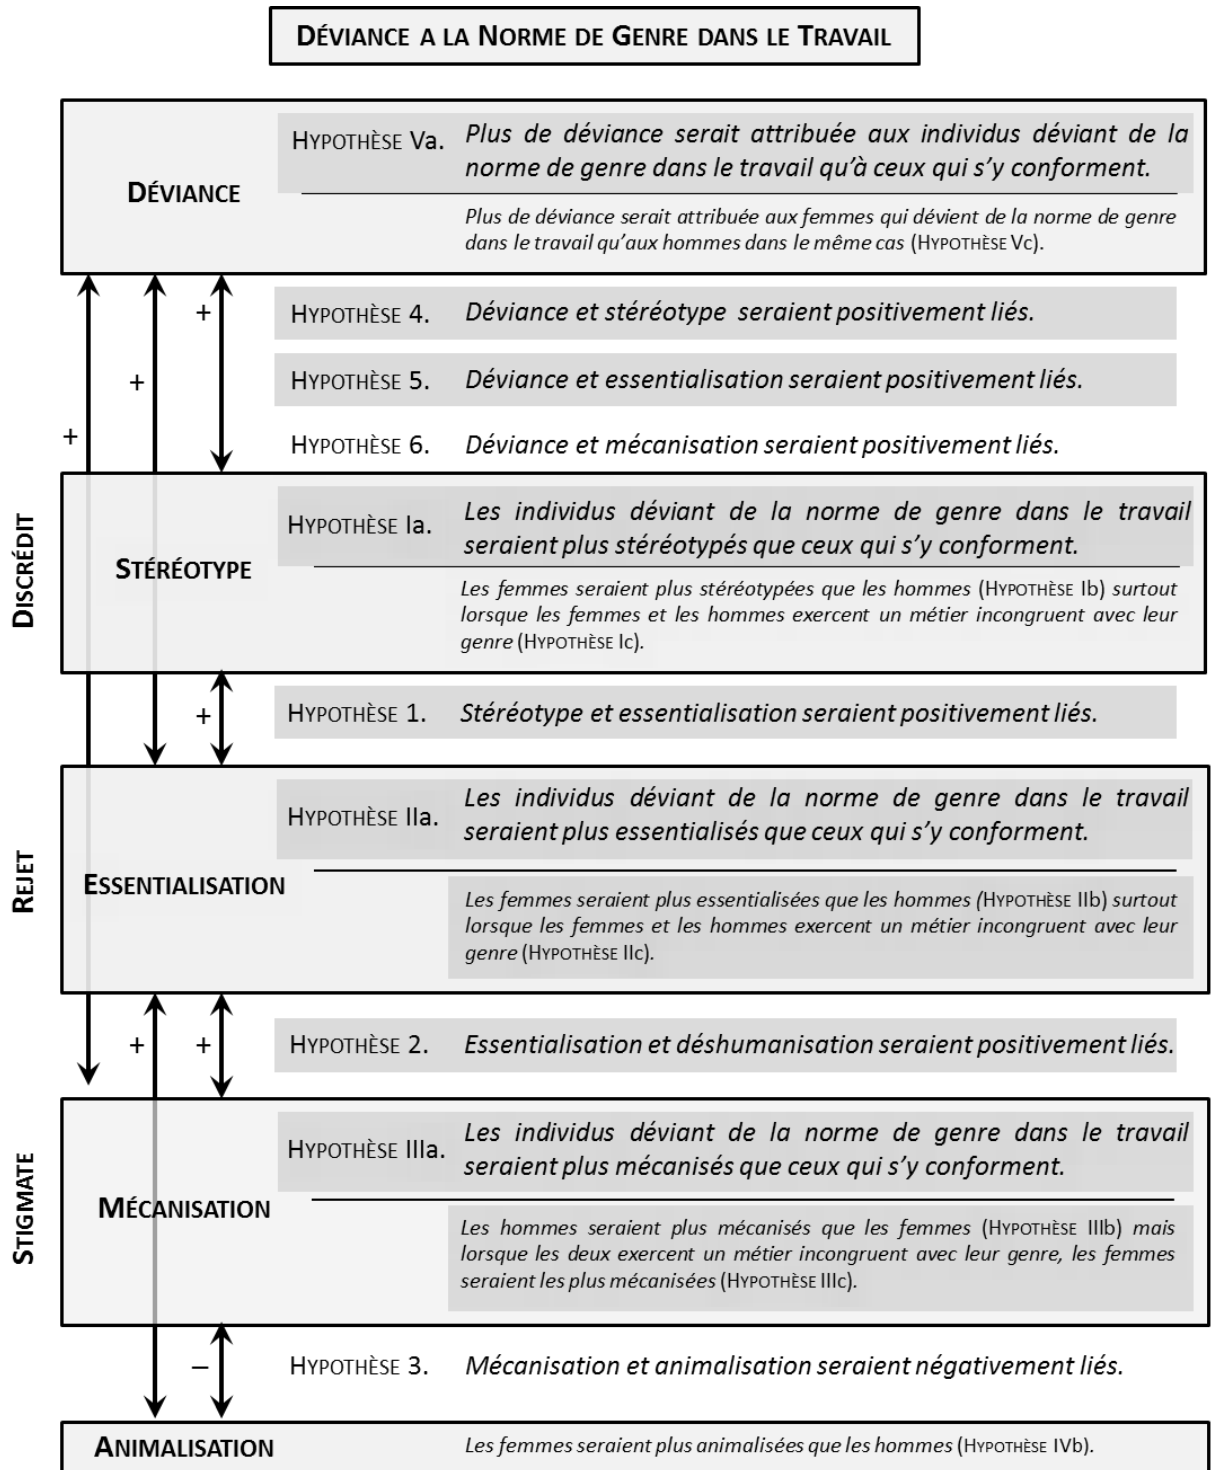 DÉVIANCE A LA NORME DE GENRE DANS LE TRAVAIL
DÉVIANCE
HYPOTHÈSE Va.
Plus de déviance serait attribuée aux individus déviant de la
norme de genre dans le travail qu'à ceux qui s'y conforment.
Plus de déviance serait attribuée aux femmes qui dévient de la norme de genre
dans le travail qu'aux hommes dans le même cas (HYPOTHÈSE Vc).
+
HYPOTHÈSE 4. Déviance et stéréotype seraient positivement liés.
+
HYPOTHÈSE 5. Déviance et essentialisation seraient positivement liés.
+
HYPOTHÈSE 6. Déviance et mécanisation seraient positivement liés.
DISCRÉDIT
STÉRÉOTYPE
HYPOTHÈSE Ia.
Les individus déviant de la norme de genre dans le travail
seraient plus stéréotypés que ceux qui s'y conforment.
Les femmes seraient plus stéréotypées que les hommes (HYPOTHÈSE Ib) surtout
lorsque les femmes et les hommes exercent un métier incongruent avec leur
genre (HYPOTHÈSE Ic).
+
HYPOTHÈSE 1. Stéréotype et essentialisation seraient positivement liés.
REJET
ESSENTIALISATION
HYPOTHÈSE IIa.
Les individus déviant de la norme de genre dans le travail
seraient plus essentialisés que ceux qui s'y conforment.
Les femmes seraient plus essentialisées que les hommes (HYPOTHÈSE IIb) surtout
lorsque les femmes et les hommes exercent un métier incongruent avec leur
genre (HYPOTHÈSE IIc).
+ +
HYPOTHÈSE 2. Essentialisation et déshumanisation seraient positivement liés.
STIGMATE
MÉCANISATION
HYPOTHÈSE IIIa.
Les individus déviant de la norme de genre dans le travail
seraient plus mécanisés que ceux qui s'y conforment.
Les hommes seraient plus mécanisés que les femmes (HYPOTHÈSE IIIb) mais
lorsque les deux exercent un métier incongruent avec leur genre, les femmes
seraient les plus mécanisées (HYPOTHÈSE IIIc).
–
HYPOTHÈSE 3. Mécanisation et animalisation seraient négativement liés.
ANIMALISATION
Les femmes seraient plus animalisées que les hommes (HYPOTHÈSE IVb).